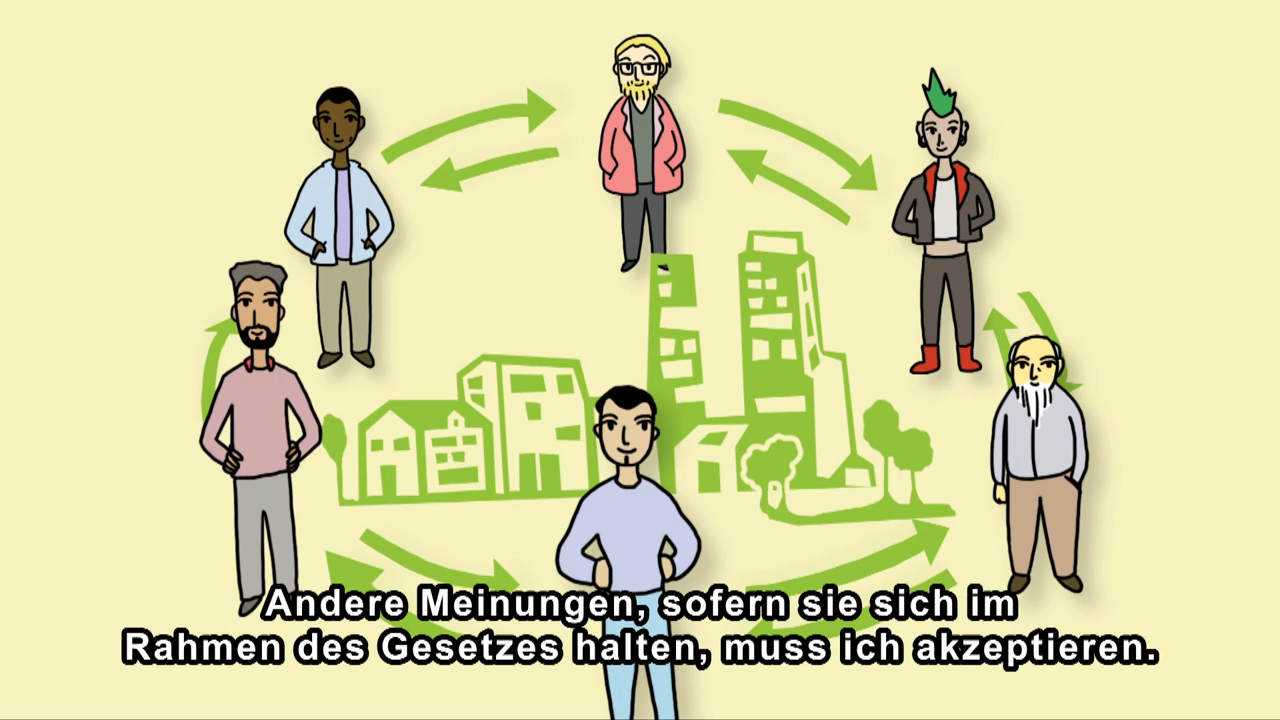 Andere Meinungen, sofern sie sich im
Rahmen des Gesetzes halten, muss ich akzeptieren.